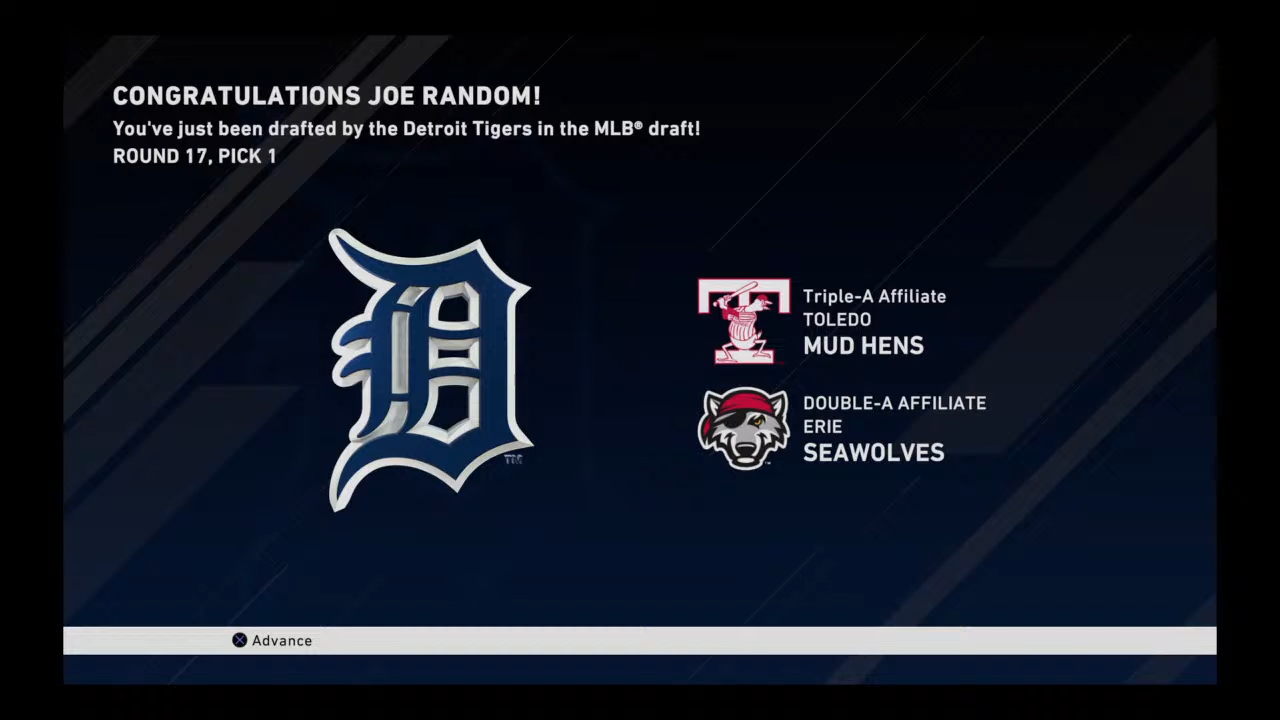 CONGRATULATIONS JOE RANDOM!
You've just been drafted by the Detroit Tigers in the MLB® draft!
ROUND 17, PICK 1
TM
Triple-A Affiliate
TOLEDO
MUD HENS
DOUBLE-A AFFILIATE
ERIE
SEAWOLVES
Advance